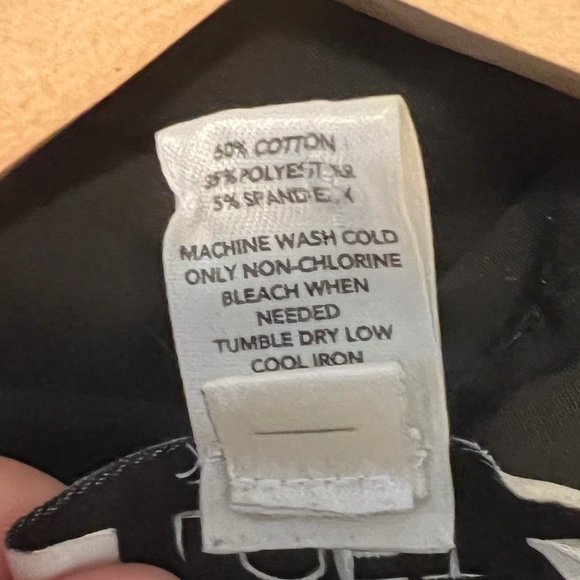 60% COTTON
35% POLYESTER
5% SPANDEX
MACHINE WASH COLD
ONLY NON-CHLORINE
BLEACH WHEN
NEEDED
TUMBLE DRY LOW
COOL IRON